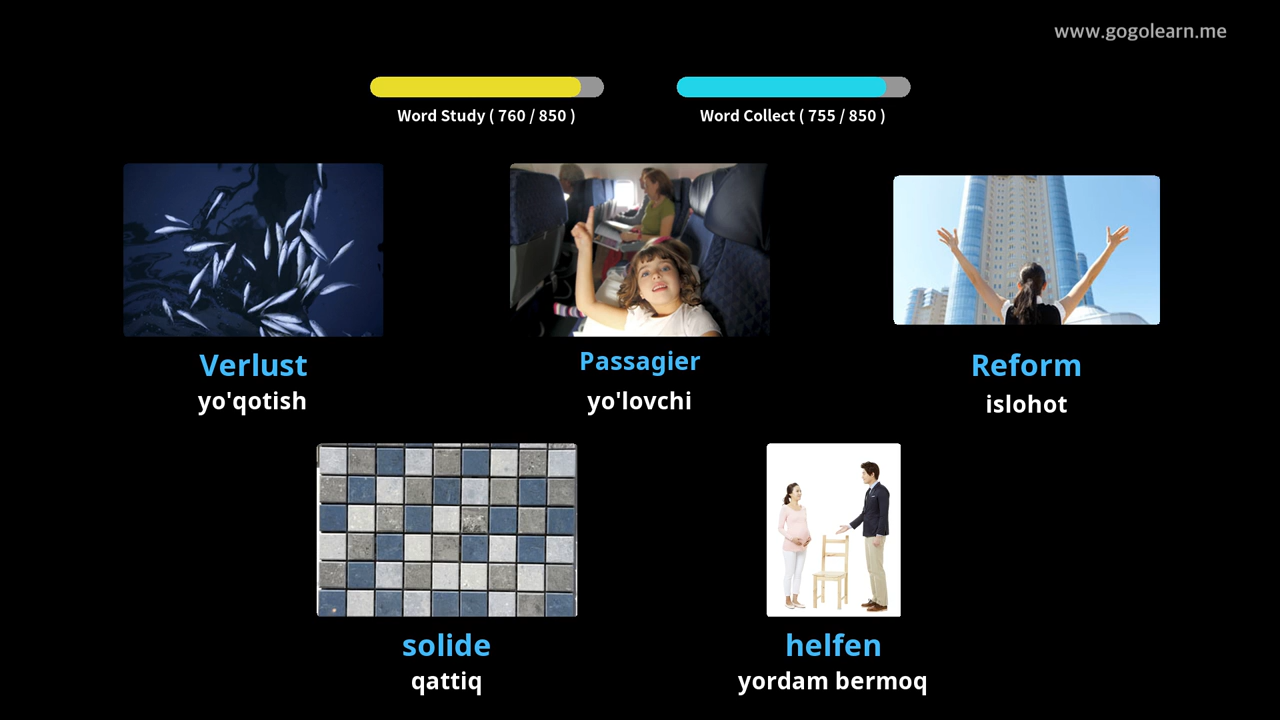 www.gogolearn.me
Word Study ( 760 / 850 )
Word Collect ( 755 / 850 )
Verlust
yo'qotish
Passagier
yo'lovchi
Reform
islohot
solide
qattiq
helfen
yordam bermoq